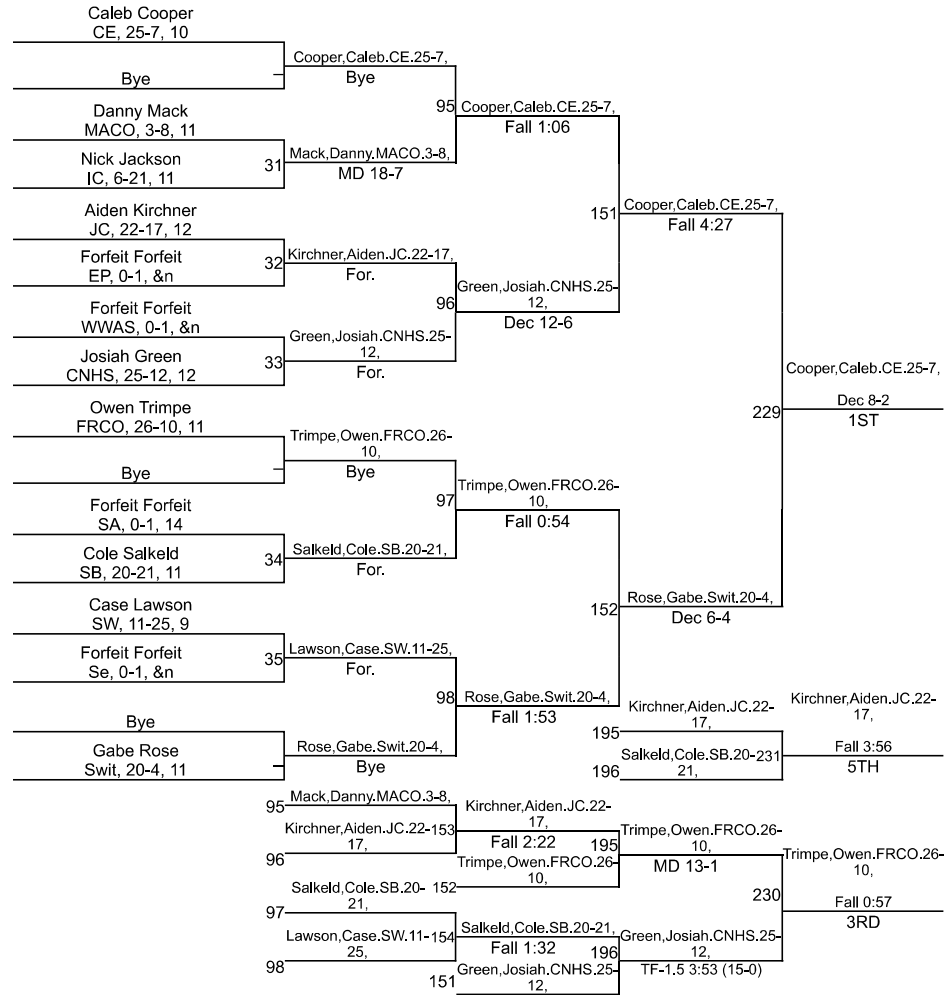 Caleb Cooper
CE, 25-7, 10
Cooper,Caleb.CE.25-7,
Bye
Bye
95
Cooper,Caleb.CE.25-7,
Fall 1:06
Danny Mack
MACO, 3-8, 11
31
Mack,Danny.MACO.3-8,
MD 18-7
Nick Jackson
IC, 6-21, 11
151
Cooper,Caleb.CE.25-7,
Fall 4:27
Aiden Kirchner
JC, 22-17, 12
32
Kirchner,Aiden.JC.22-17,
For.
Forfeit Forfeit
EP, 0-1, &n
96
Green,Josiah.CNHS.25-
12,
Dec 12-6
Forfeit Forfeit
WWAS, 0-1, &n
33
Green,Josiah.CNHS.25-
12,
For.
Josiah Green
CNHS, 25-12, 12
229
Cooper,Caleb.CE.25-7,
Dec 8-2
1ST
Owen Trimpe
FRCO, 26-10, 11
Trimpe,Owen.FRCO.26-
10,
Bye
Bye
97
Trimpe,Owen.FRCO.26-
10,
Fall 0:54
Forfeit Forfeit
SA, 0-1, 14
34
Salkeld,Cole.SB.20-21,
For.
Cole Salkeld
SB, 20-21, 11
152
Rose,Gabe.Swit.20-4,
Dec 6-4
Case Lawson
SW, 11-25, 9
35
Lawson,Case.SW.11-25,
For.
Forfeit Forfeit
Se, 0-1, &n
98
Rose,Gabe.Swit.20-4,
Fall 1:53
Bye
Rose,Gabe.Swit.20-4,
Bye
Gabe Rose
Swit, 20-4, 11
195
Kirchner,Aiden.JC.22-
17,
196
Salkeld,Cole.SB.20-
21,
231
Kirchner,Aiden.JC.22-
17,
Fall 3:56
5TH
95
Mack,Danny.MACO.3-8,
96
Kirchner,Aiden.JC.22-
17,
153
Kirchner,Aiden.JC.22-
17,
Fall 2:22
152
Trimpe,Owen.FRCO.26-
10,
195
Trimpe,Owen.FRCO.26-
10,
MD 13-1
97
Salkeld,Cole.SB.20-
21,
98
Lawson,Case.SW.11-
25,
154
Salkeld,Cole.SB.20-21,
Fall 1:32
151
Green,Josiah.CNHS.25-
12,
196
Green,Josiah.CNHS.25-
12,
TF-1.5 3:53 (15-0)
230
Trimpe,Owen.FRCO.26-
10,
Fall 0:57
3RD